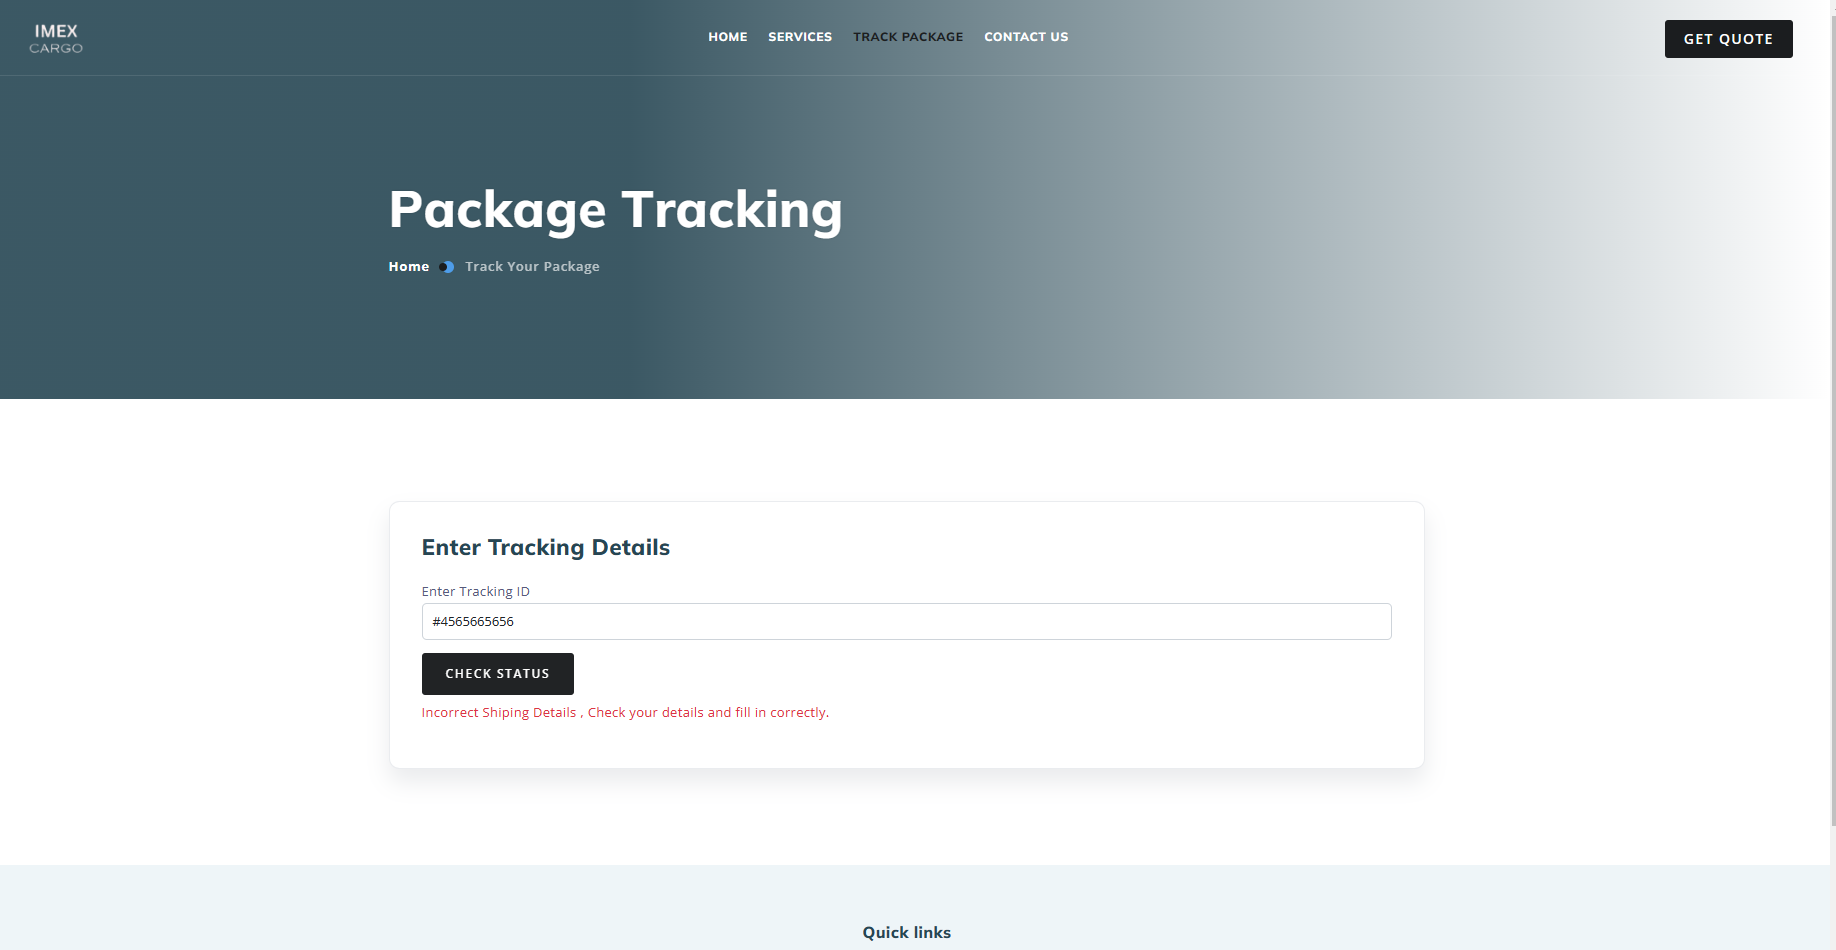 IMEX
CARGO
HOME SERVICES TRACK PACKAGE CONTACT US
GET QUOTE
Package Tracking
Home Track Your Package
Enter Tracking Details
Enter Tracking ID
#4565665656
CHECK STATUS
Incorrect Shiping Details , Check your details and fill in correctly.
Quick links